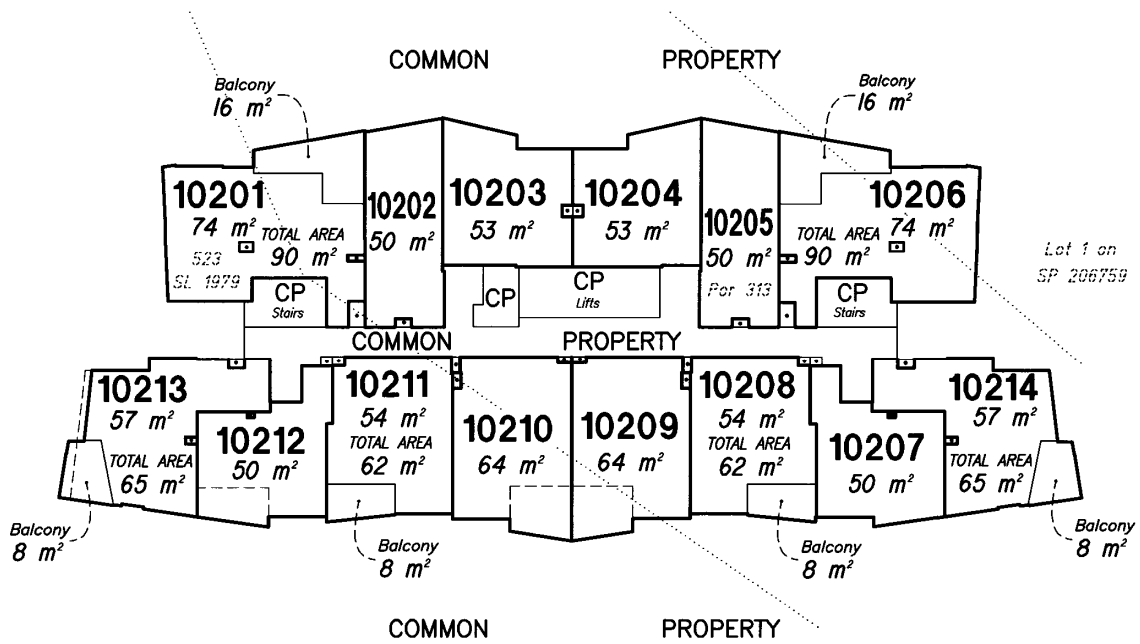 COMMON PROPERTY
Balcony
16 m²
Balcony
16 m²
10201
74 m²
TOTAL AREA
90 m²
523
SL 1979
10202
50 m²
10203
53 m²
10204
53 m²
10205
50 m²
Por 313
10206
74 m²
TOTAL AREA
90 m²
Lot 1 on
SP 206759
CP
Stairs
CP
CP
Lifts
CP
Stairs
COMMON PROPERTY
10213
57 m²
TOTAL AREA
65 m²
10212
50 m²
10211
54 m²
TOTAL AREA
62 m²
10210
64 m²
10209
64 m²
10208
54 m²
TOTAL AREA
62 m²
10207
50 m²
10214
57 m²
TOTAL AREA
65 m²
Balcony
8 m²
Balcony
8 m²
Balcony
8 m²
Balcony
8 m²
COMMON PROPERTY